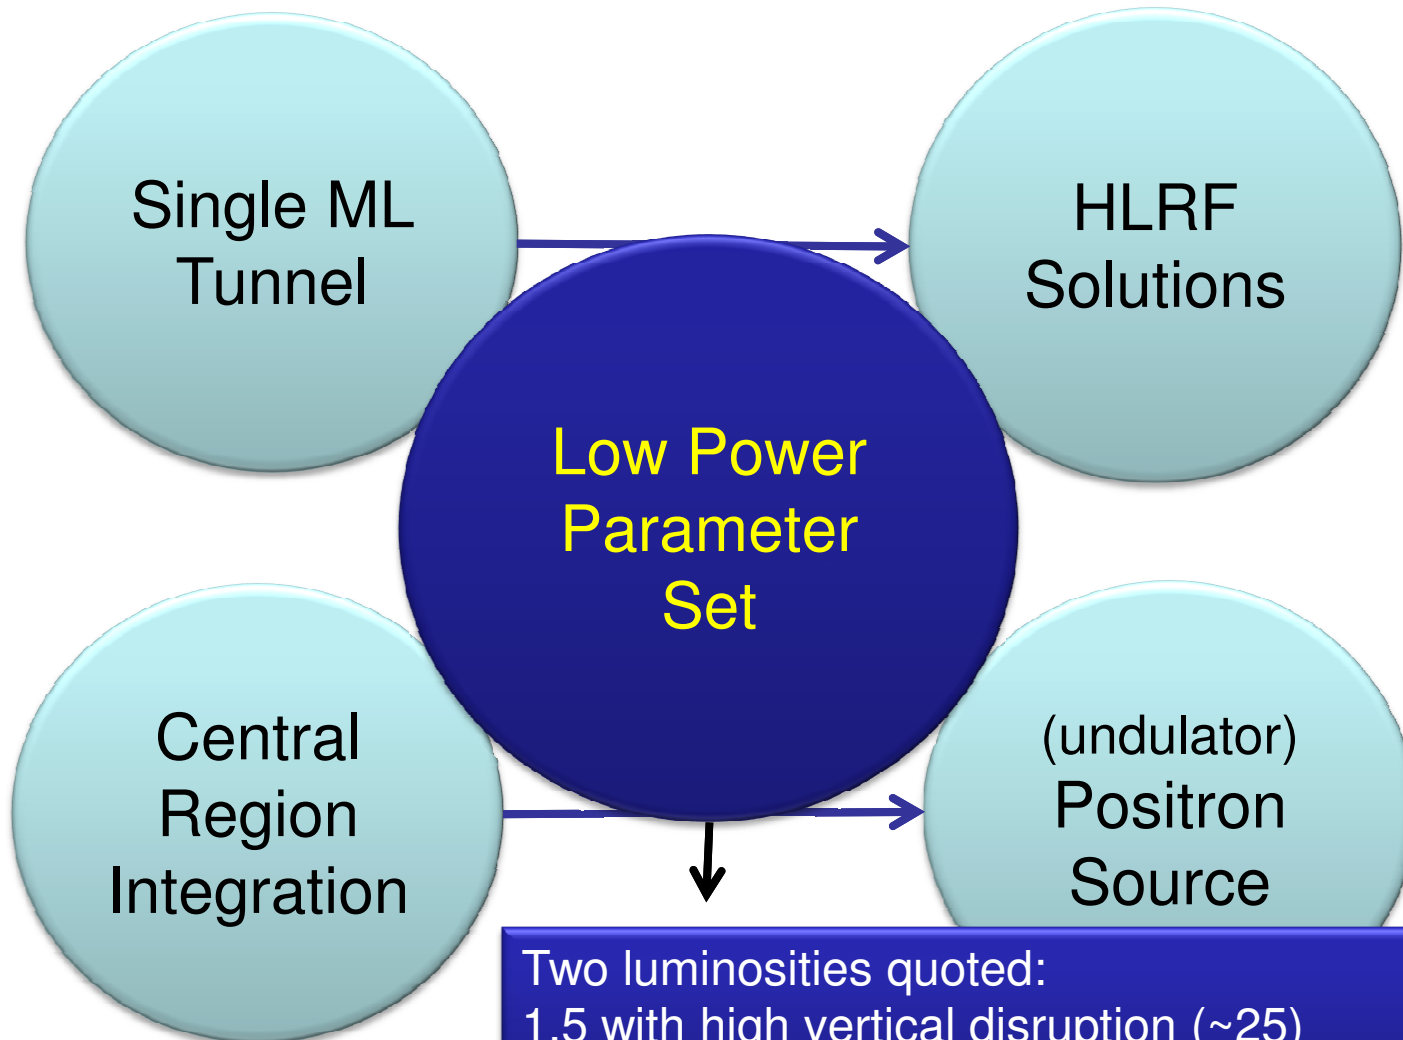 Single ML
Tunnel
HLRF
Solutions
Low Power
Parameter
Set
Central
Region
Integration
(undulator)
Positron
Source
Two luminosities quoted:
1.5 with high vertical disruption (~25)